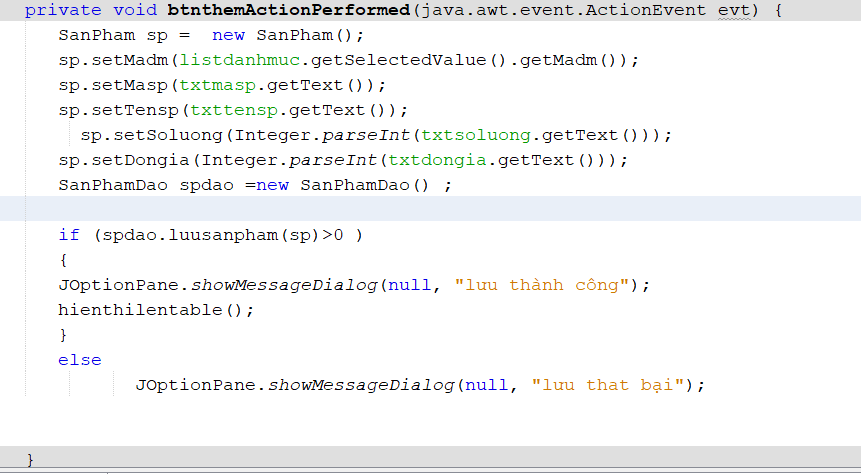 private void btnthemActionPerformed(java.awt.event.ActionEvent evt) {
SanPham sp =  new SanPham();
sp.setMadm(listdanhmuc.getSelectedValue().getMadm());
sp.setMasp(txtmasp.getText());
sp.setTensp(txttensp.getText());
sp.setSoluong(Integer.parseInt(txtsoluong.getText()));
sp.setDongia(Integer.parseInt(txtdongia.getText()));
SanPhamDao spdao =new SanPhamDao() ;
if (spdao.luusanpham(sp)>0 )
{
JOptionPane.showMessageDialog(null, "lưu thành công");
hienthilentable();
}
else
JOptionPane.showMessageDialog(null, "lưu that bại");
}